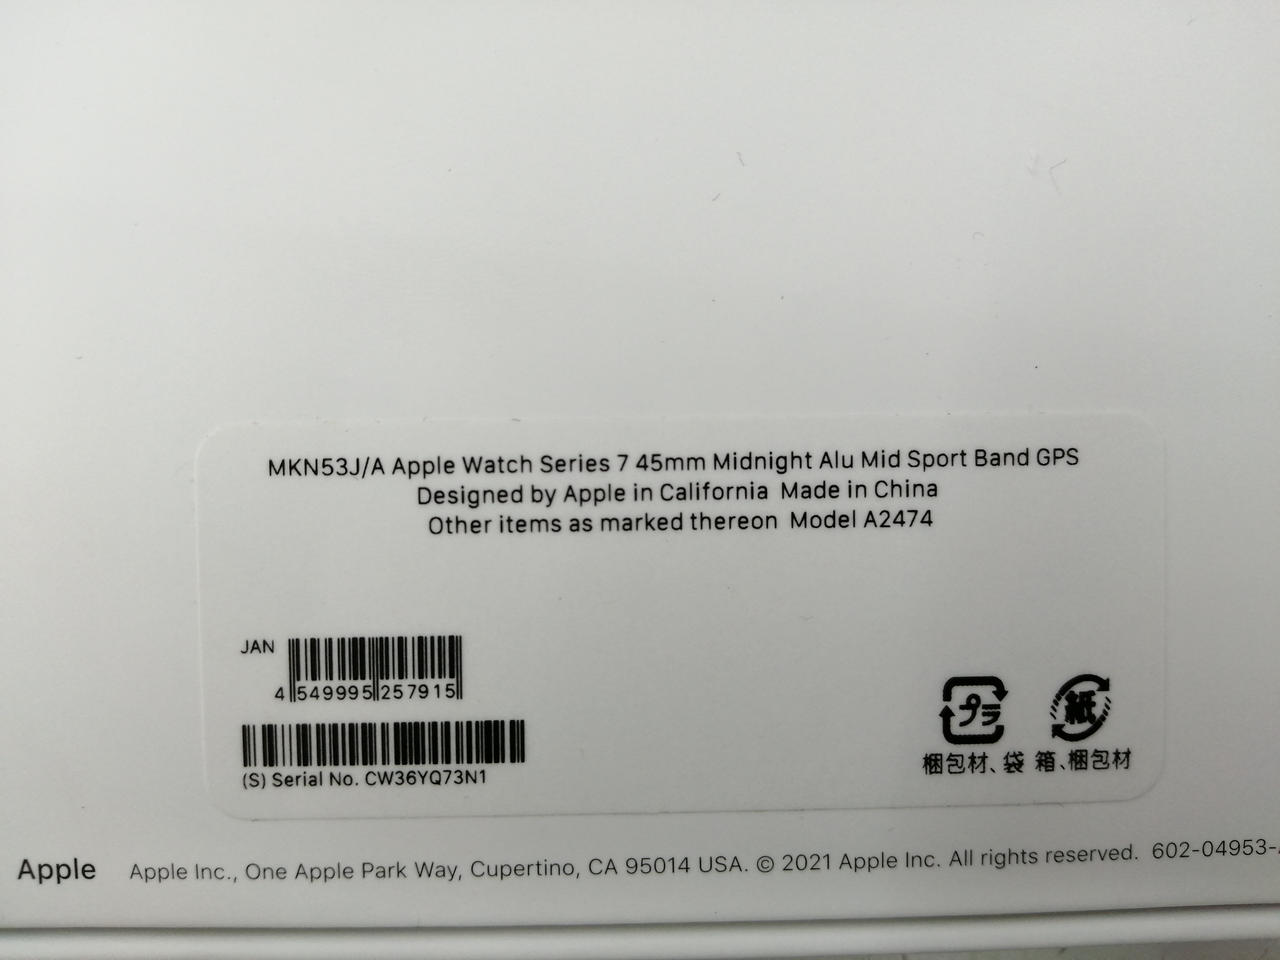 MKN53J/A Apple Watch Series 7 45mm Midnight Alu Mid Sport Band GPS
Designed by Apple in California  Made in China
Other items as marked thereon  Model A2474
JAN
4 549995 257915
(S) Serial No. CW36YQ73N1
プラ 紙
梱包材、袋 箱、梱包材
Apple Apple Inc., One Apple Park Way, Cupertino, CA 95014 USA. © 2021 Apple Inc. All rights reserved. 602-04953-